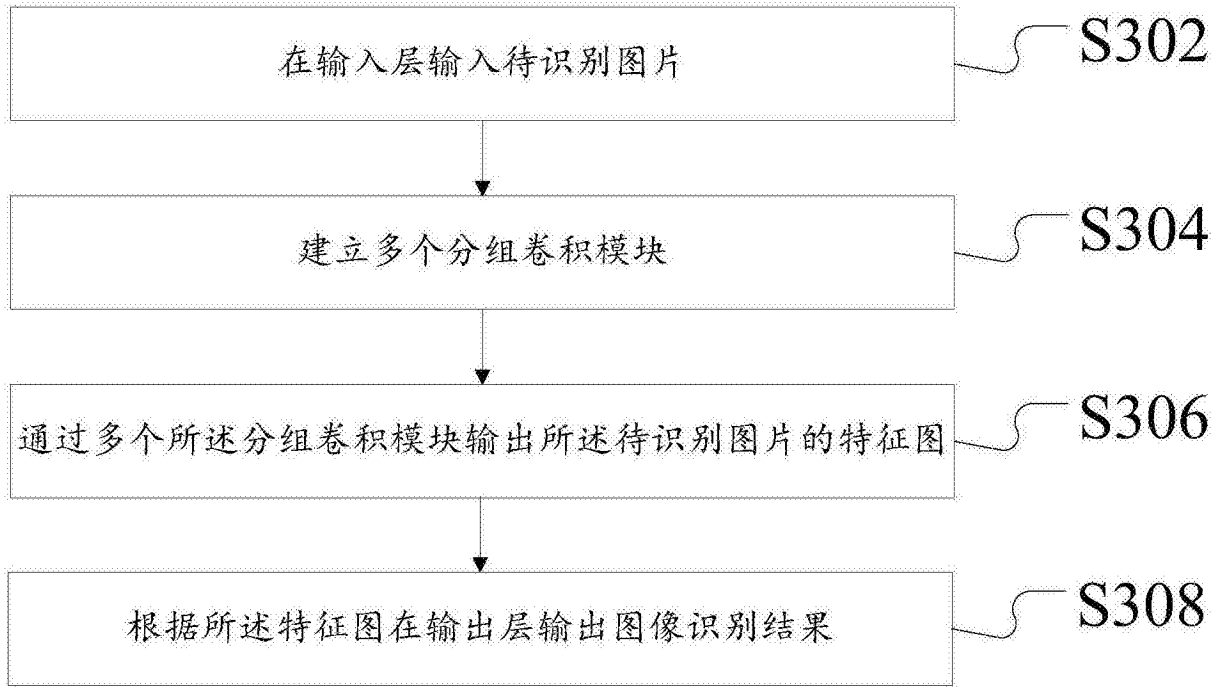 在输入层输入待识别图片
S302
建立多个分组卷积模块
S304
通过多个所述分组卷积模块输出所述待识别图片的特征图
S306
根据所述特征图在输出层输出图像识别结果
S308